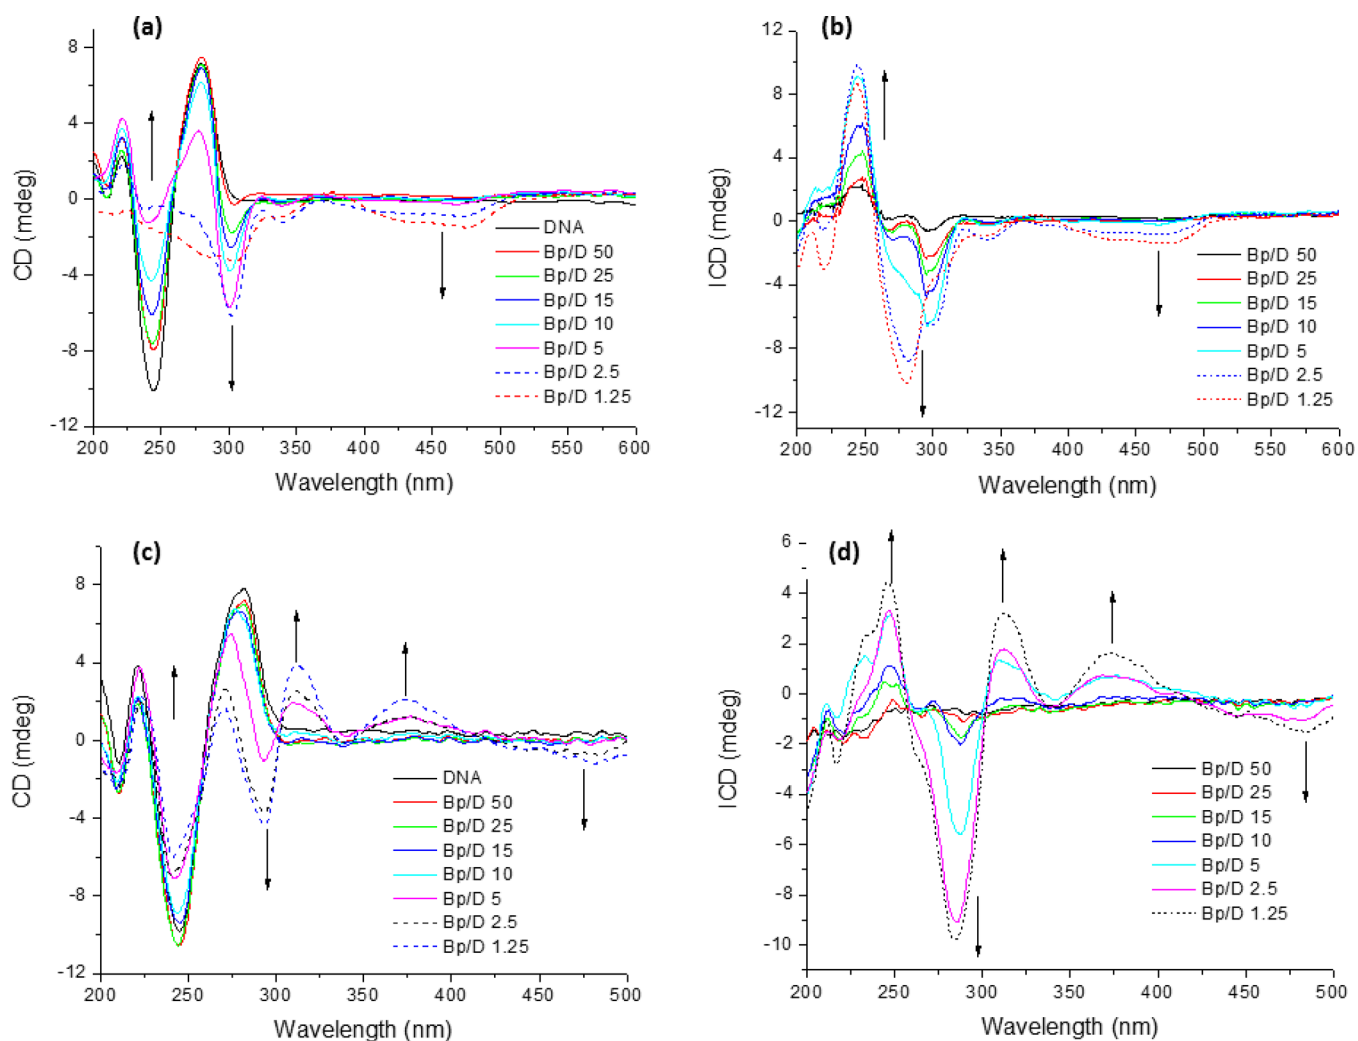 (a)
CD (mdeg)
8
4
0
-4
-8
-12
200 250 300 350 400 450 500 550 600
Wavelength (nm)
DNA
Bp/D 50
Bp/D 25
Bp/D 15
Bp/D 10
Bp/D 5
Bp/D 2.5
Bp/D 1.25
(b)
ICD (mdeg)
12
8
4
0
-4
-8
-12
200 250 300 350 400 450 500 550 600
Wavelength (nm)
Bp/D 50
Bp/D 25
Bp/D 15
Bp/D 10
Bp/D 5
Bp/D 2.5
Bp/D 1.25
(c)
CD (mdeg)
8
4
0
-4
-8
-12
200 250 300 350 400 450 500
Wavelength (nm)
DNA
Bp/D 50
Bp/D 25
Bp/D 15
Bp/D 10
Bp/D 5
Bp/D 2.5
Bp/D 1.25
(d)
ICD (mdeg)
6
4
2
0
-2
-4
-6
-8
-10
200 250 300 350 400 450 500
Wavelength (nm)
Bp/D 50
Bp/D 25
Bp/D 15
Bp/D 10
Bp/D 5
Bp/D 2.5
Bp/D 1.25